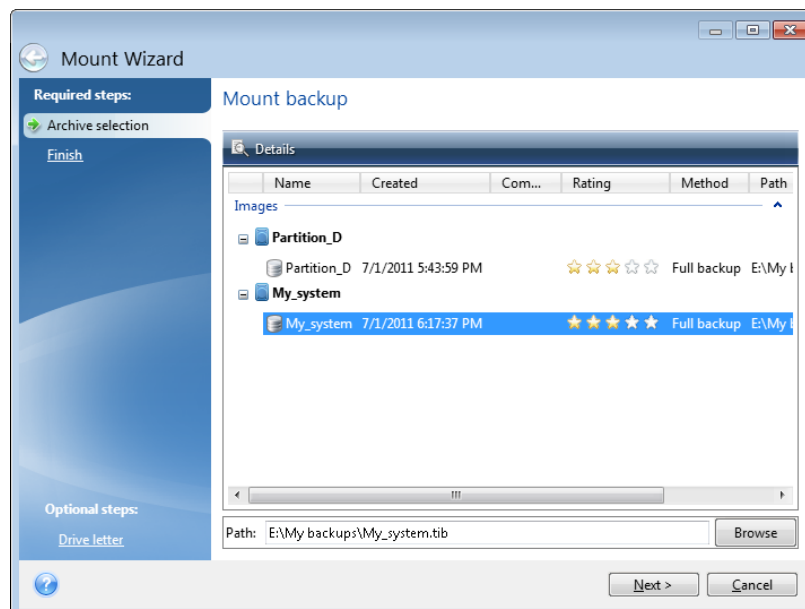 Mount Wizard
Required steps:
Archive selection
Finish
Optional steps:
Drive letter
Mount backup
Details
Name Created Com... Rating Method Path
Images
Partition_D
Partition_D 7/1/2011 5:43:59 PM Full backup E:\My
My_system
My_system 7/1/2011 6:17:37 PM Full backup E:\My
Path: E:\My backups\My_system.tib Browse
Next > Cancel